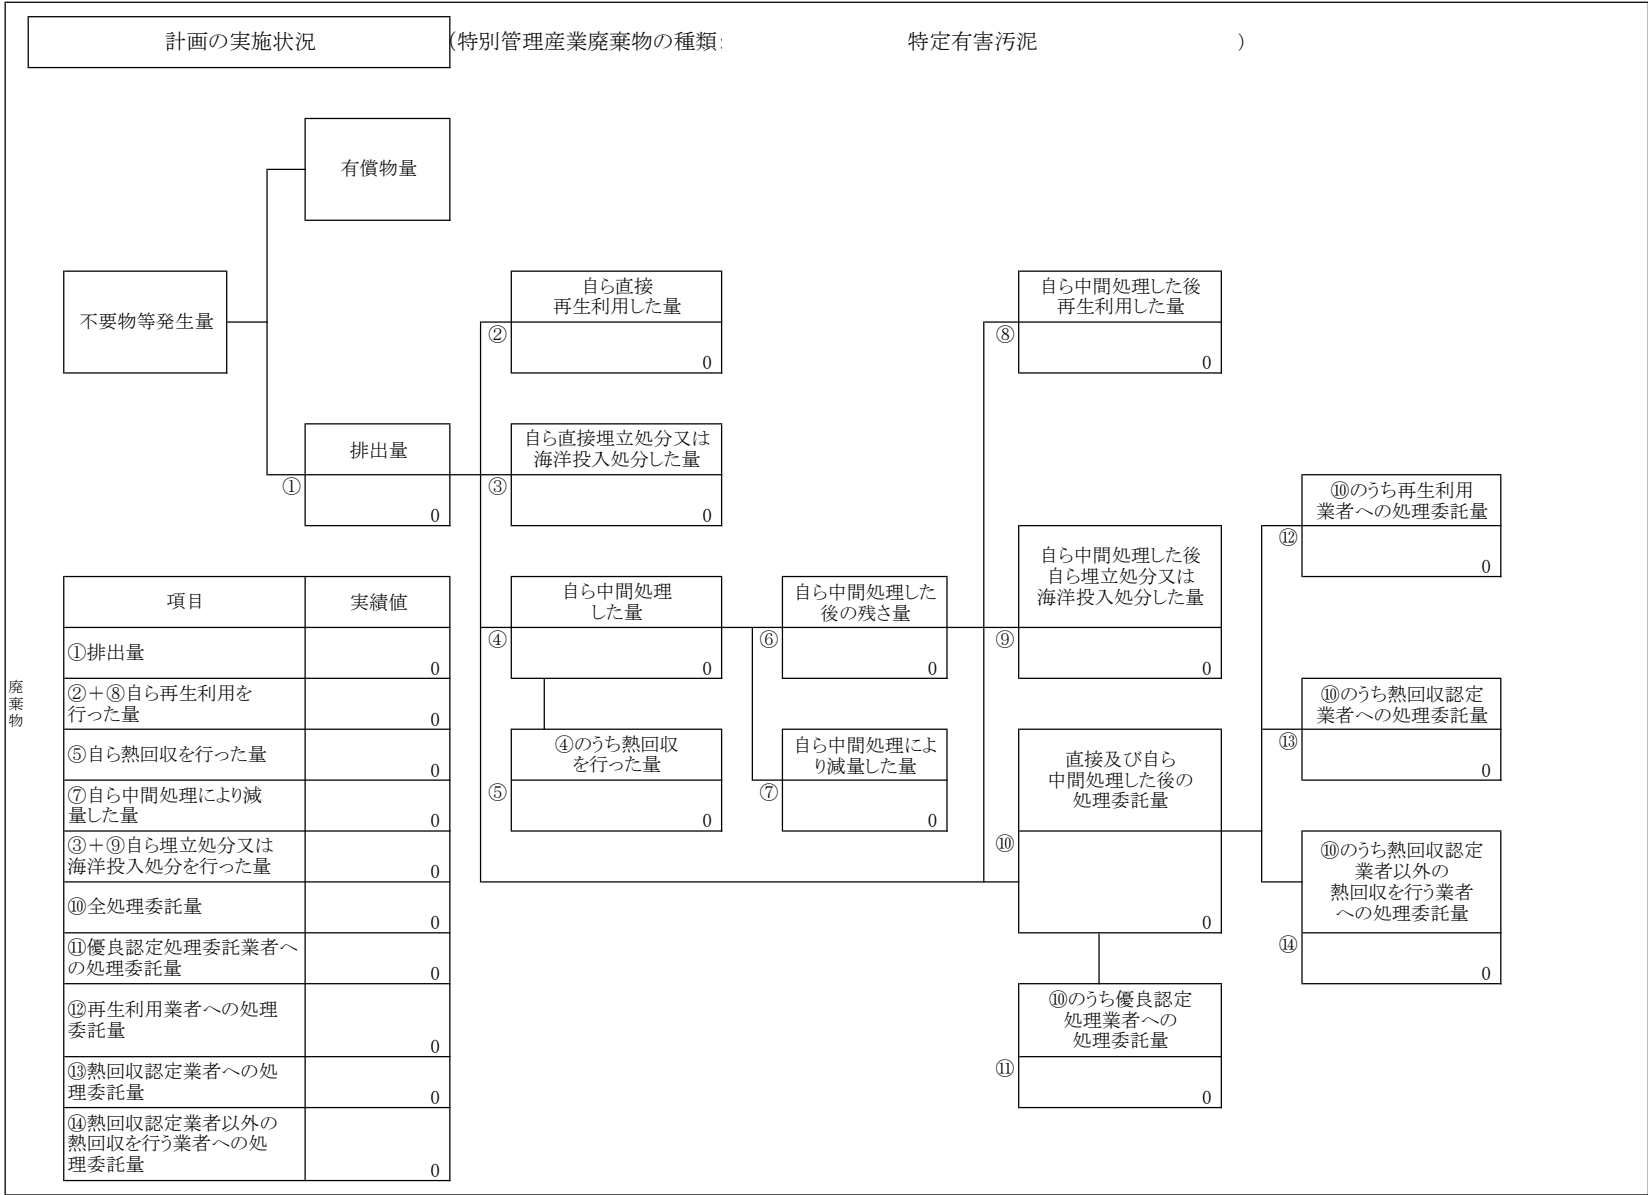 計画の実施状況 (特別管理産業廃棄物の種類: 特定有害汚泥 )
有償物量
不要物等発生量
自ら直接
再生利用した量
②
0
自ら中間処理した後
再生利用した量
⑧
0
排出量
①
0
自ら直接埋立処分又は
海洋投入処分した量
③
0
⑩のうち再生利用
業者への処理委託量
⑫
0
自ら中間処理
した量
④
0
自ら中間処理した
後の残さ量
⑥
0
自ら中間処理した後
自ら埋立処分又は
海洋投入処分した量
⑨
0
⑩のうち熱回収認定
業者への処理委託量
⑬
0
④のうち熱回収
を行った量
⑤
0
自ら中間処理によ
り減量した量
⑦
0
直接及び自ら
中間処理した後の
処理委託量
⑩
0
⑩のうち熱回収認定
業者以外の
熱回収を行う業者
への処理委託量
⑭
0
⑩のうち優良認定
処理業者への
処理委託量
⑪
0
項目 実績値
①排出量
0
②+⑧自ら再生利用を
行った量
0
⑤自ら熱回収を行った量
0
⑦自ら中間処理により減
量した量
0
③+⑨自ら埋立処分又は
海洋投入処分を行った量
0
⑩全処理委託量
0
⑪優良認定処理委託業者へ
の処理委託量
0
⑫再生利用業者への処理
委託量
0
⑬熱回収認定業者への処
理委託量
0
⑭熱回収認定業者以外の
熱回収を行う業者への処
理委託量
0
廃棄物